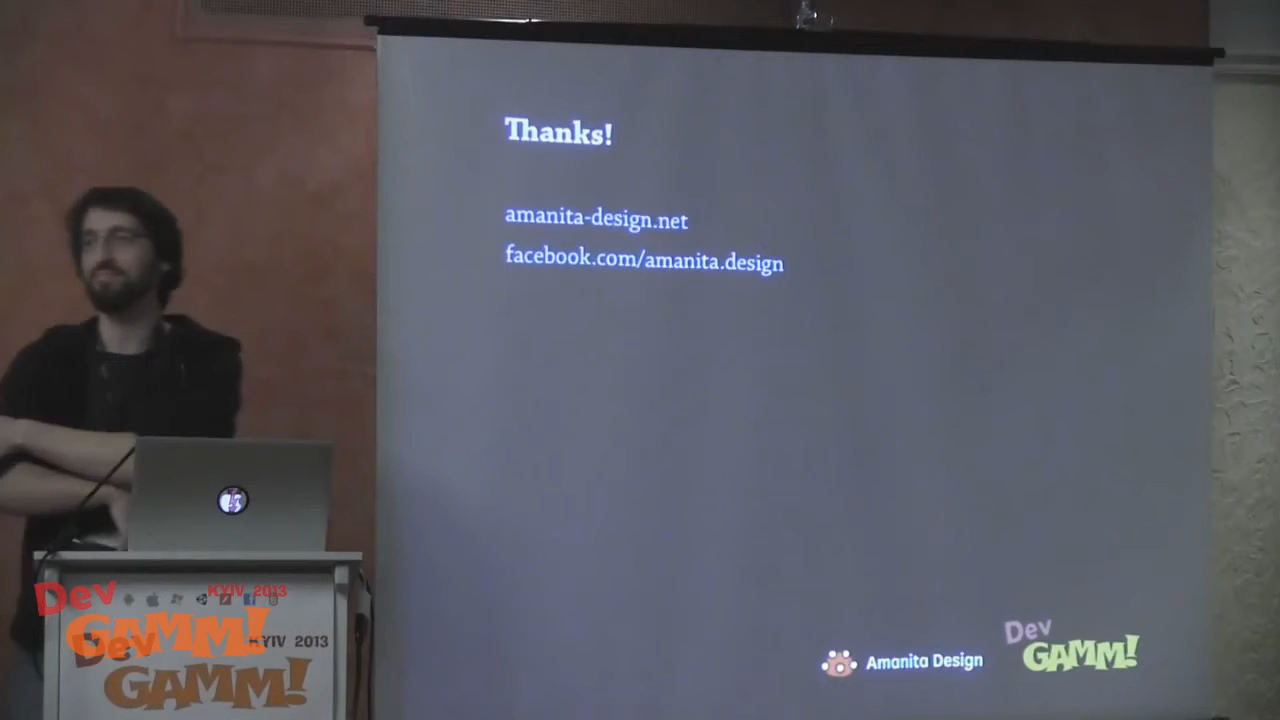 Thanks!
amanita-design.net
facebook.com/amanita.design
Amanita Design
Dev
GAMM!
Dev
KYIV 2013
GAMM!
Dev
KYIV 2013
GAMM!